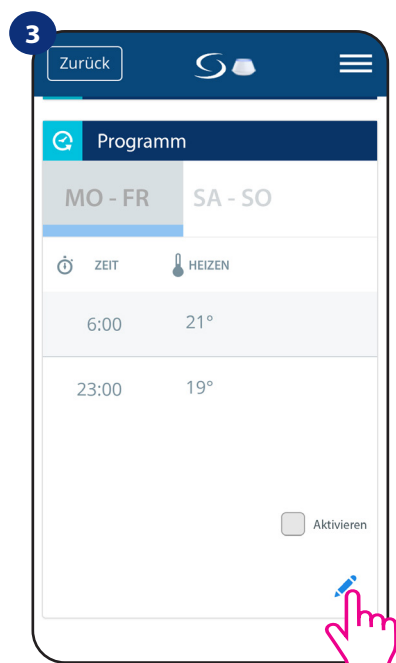 3
Zurück
Programm
MO - FR SA - SO
ZEIT HEIZEN
6:00 21°
23:00 19°
Aktivieren